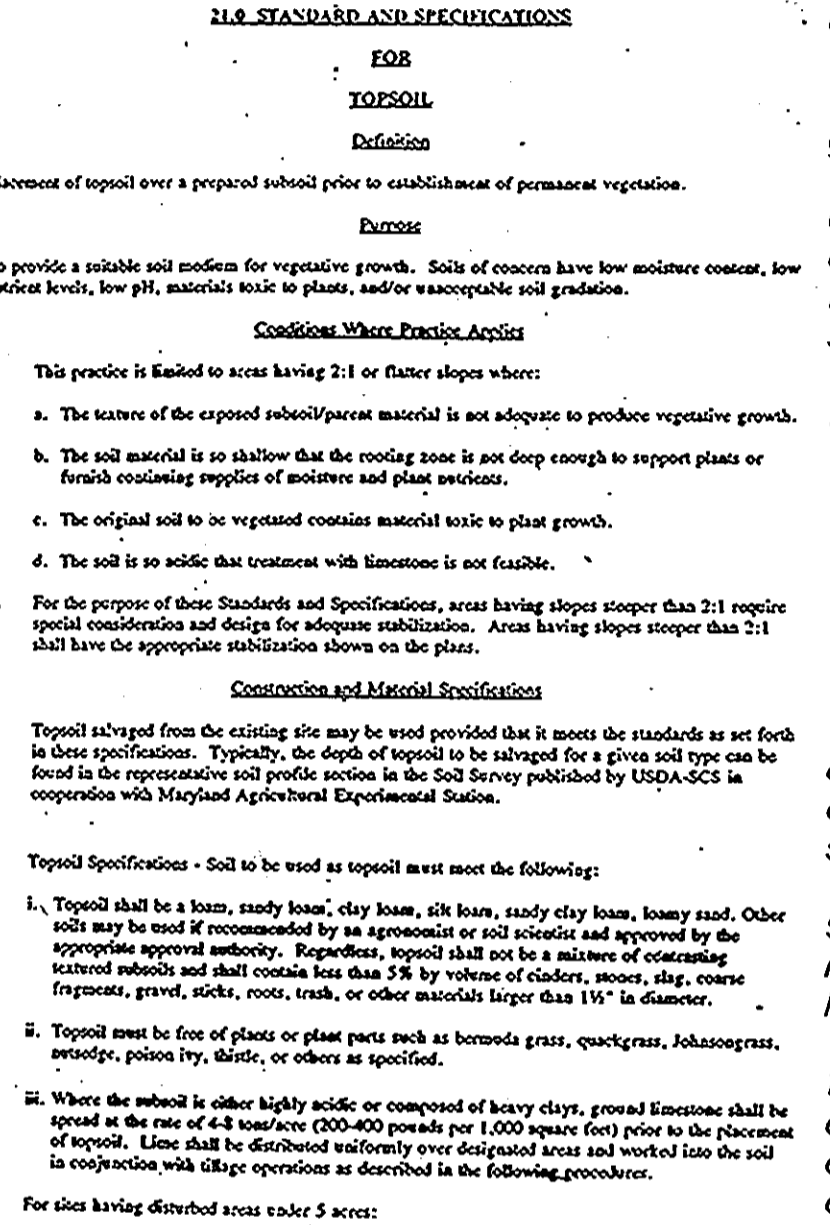 21.0 STANDARD AND SPECIFICATIONS
FOR
TOPSOIL
Definition
lacement of topsoil over a prepared subsoil prior to establishment of permanent vegetation.
Purpose
o provide a suitable soil medium for vegetative growth. Soils of concern have low moisture content, low
utrient levels, low pH, materials toxic to plants, and/or unacceptable soil gradation.
Conditions Where Practice Applies
This practice is limited to areas having 2:1 or flatter slopes where:
a. The texture of the exposed subsoil/parent material is not adequate to produce vegetative growth.
b. The soil material is so shallow that the rooting zone is not deep enough to support plants or
furnish continuing supplies of moisture and plant nutrients.
c. The original soil to be vegetated contains material toxic to plant growth.
d. The soil is so acidic that treatment with limestone is not feasible.
For the purpose of these Standards and Specifications, areas having slopes steeper than 2:1 require
special consideration and design for adequate stabilization. Areas having slopes steeper than 2:1
shall have the appropriate stabilization shown on the plans.
Construction and Material Specifications
Topsoil salvaged from the existing site may be used provided that it meets the standards as set forth
in these specifications. Typically, the depth of topsoil to be salvaged for a given soil type can be
found in the representative soil profile section in the Soil Survey published by USDA-SCS in
cooperation with Maryland Agricultural Experimental Station.
Topsoil Specifications - Soil to be used as topsoil must meet the following:
i. Topsoil shall be a loam, sandy loam, clay loam, silt loam, sandy clay loam, loamy sand. Other
soils may be used if recommended by an agronomist or soil scientist and approved by the
appropriate approval authority. Regardless, topsoil shall not be a mixture of contrasting
textured subsoils and shall contain less than 5% by volume of cinders, stones, slag, coarse
fragments, gravel, sticks, roots, trash, or other materials larger than 1½" in diameter.
ii. Topsoil must be free of plants or plant parts such as bermuda grass, quackgrass, Johnsongrass,
nutsedge, poison ivy, thistle, or others as specified.
iii. Where the subsoil is either highly acidic or composed of heavy clays, ground limestone shall be
spread at the rate of 4-8 tons/acre (200-400 pounds per 1,000 square feet) prior to the placement
of topsoil. Lime shall be distributed uniformly over designated areas and worked into the soil
in conjunction with tillage operations as described in the following procedures.
For sites having disturbed areas under 5 acres: